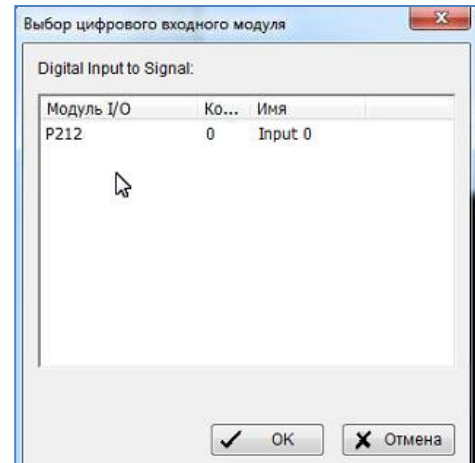 Выбор цифрового входного модуля
Digital Input to Signal:
Модуль I/O Ко... Имя
P212 0 Input 0
OK Отмена